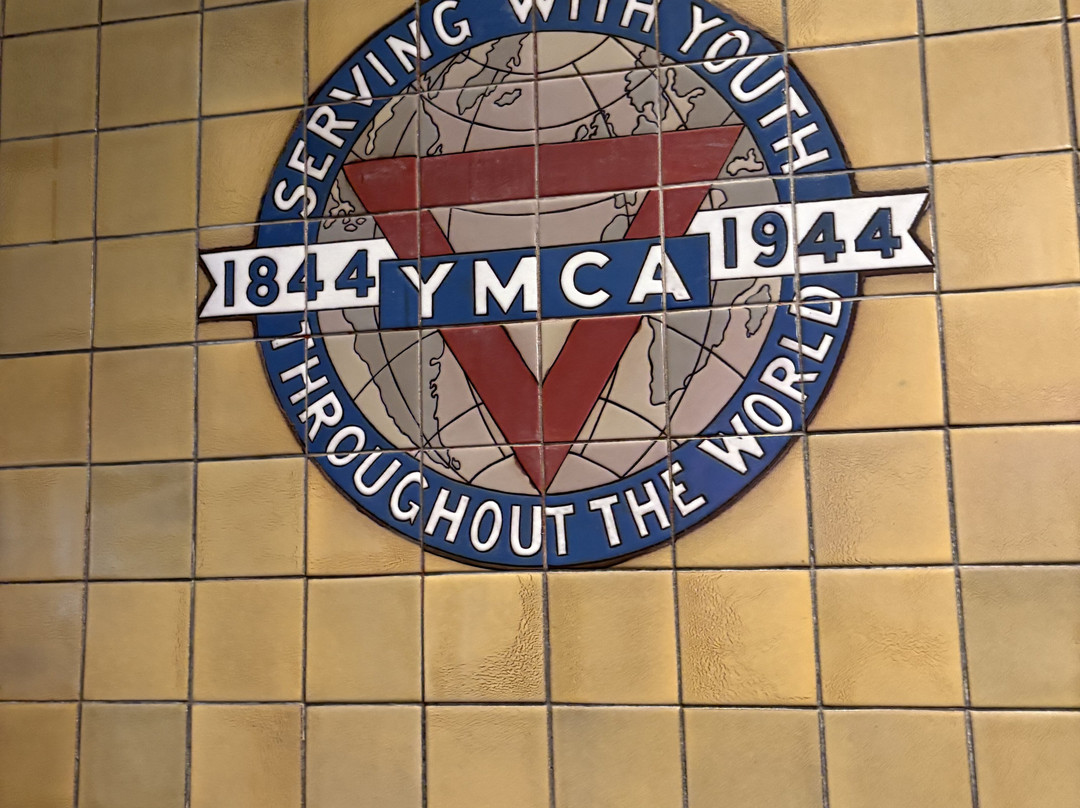 SERVING WITH YOUTH
1844 YMCA 1944
THROUGHOUT THE WORLD